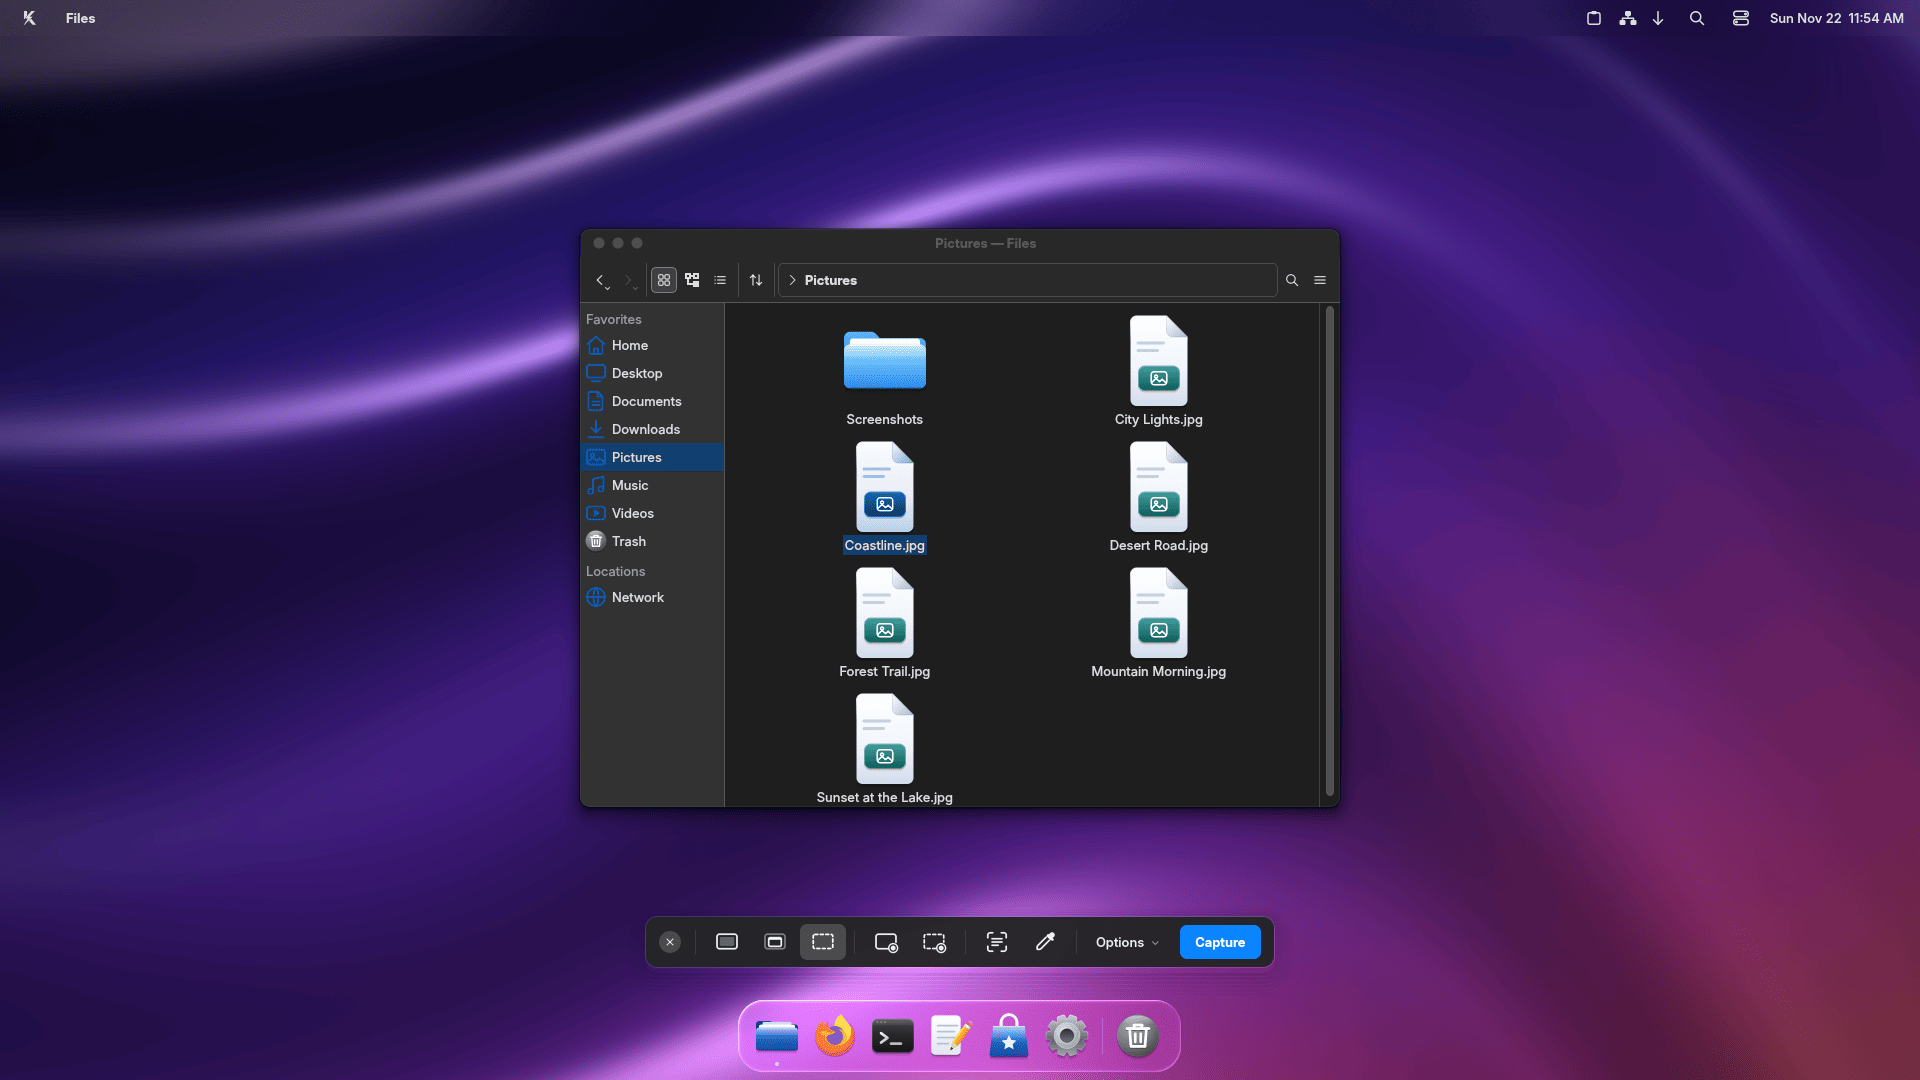 Files
Sun Nov 22 11:54 AM
Pictures — Files
Pictures
Favorites
Home
Desktop
Documents
Downloads
Pictures
Music
Videos
Trash
Locations
Network
Screenshots
City Lights.jpg
Coastline.jpg
Desert Road.jpg
Forest Trail.jpg
Mountain Morning.jpg
Sunset at the Lake.jpg
Options
Capture